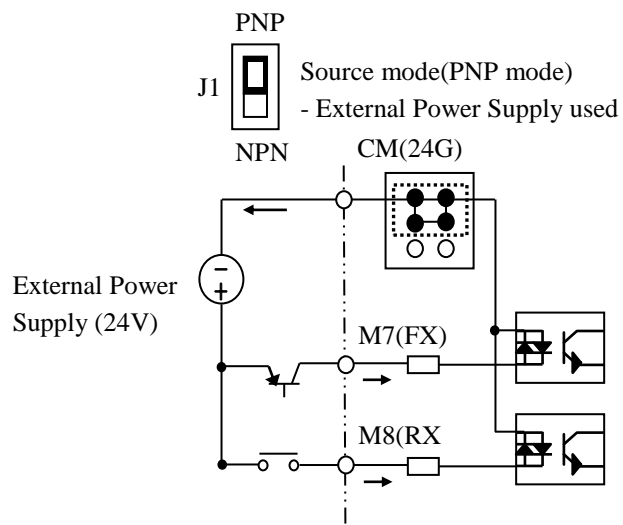 PNP
J1
Source mode(PNP mode)
- External Power Supply used
NPN
CM(24G)
−
+
External Power
Supply (24V)
M7(FX)
M8(RX